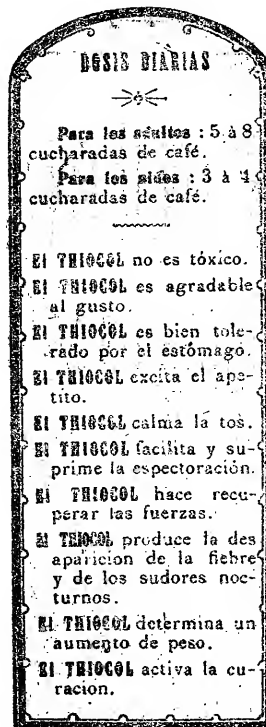 DOSIS DIÀRIAS
Para los adultos : 5 à 8
cucharadas de café.
Para los niños : 3 à 4
cucharadas de café.
El THIOCOL no es tóxico.
El THIOCOL es agradable
al gusto.
El THIOCOL es bien tole-
rado por el estómago.
El THIOCOL excita el ape-
tito.
El THIOCOL calma la tos.
El THIOCOL facilita y su-
prime la espectoración.
El THIOCOL hace recu-
perar las fuerzas.
El THIOCOL produce la des
aparicion de la fiebre
y de los sudores noc-
turnos.
El THIOCOL determina un
aumento de peso.
El THIOCOL activa la cu-
racion.